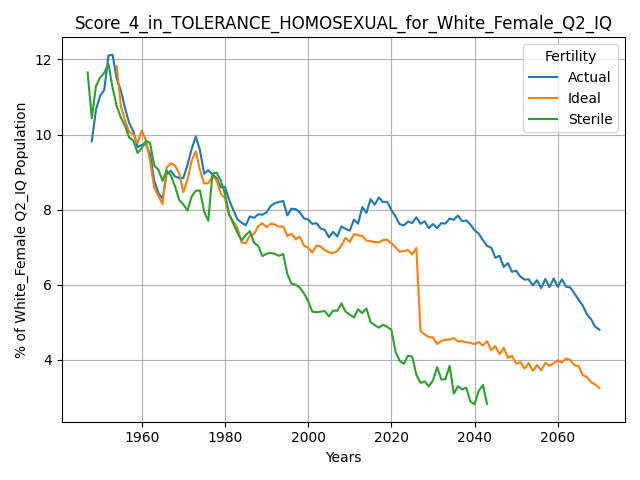 Score_4_in_TOLERANCE_HOMOSEXUAL_for_White_Female_Q2_IQ
Fertility
Actual
Ideal
Sterile
% of White_Female Q2_IQ Population
12
10
8
6
4
1960 1980 2000 2020 2040 2060
Years